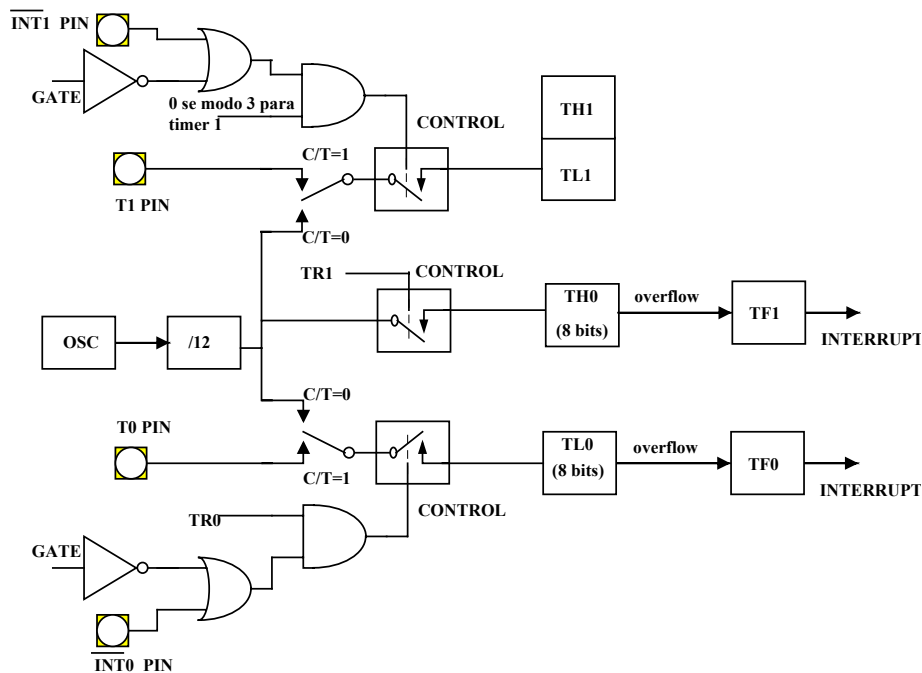 INT1 PIN
GATE
0 se modo 3 para
timer 1
CONTROL
TH1
TL1
C/T=1
T1 PIN
C/T=0
TR1
CONTROL
TH0
(8 bits)
overflow
TF1
INTERRUPT
OSC
/12
C/T=0
T0 PIN
C/T=1
TL0
(8 bits)
overflow
TF0
INTERRUPT
CONTROL
TR0
GATE
INT0 PIN